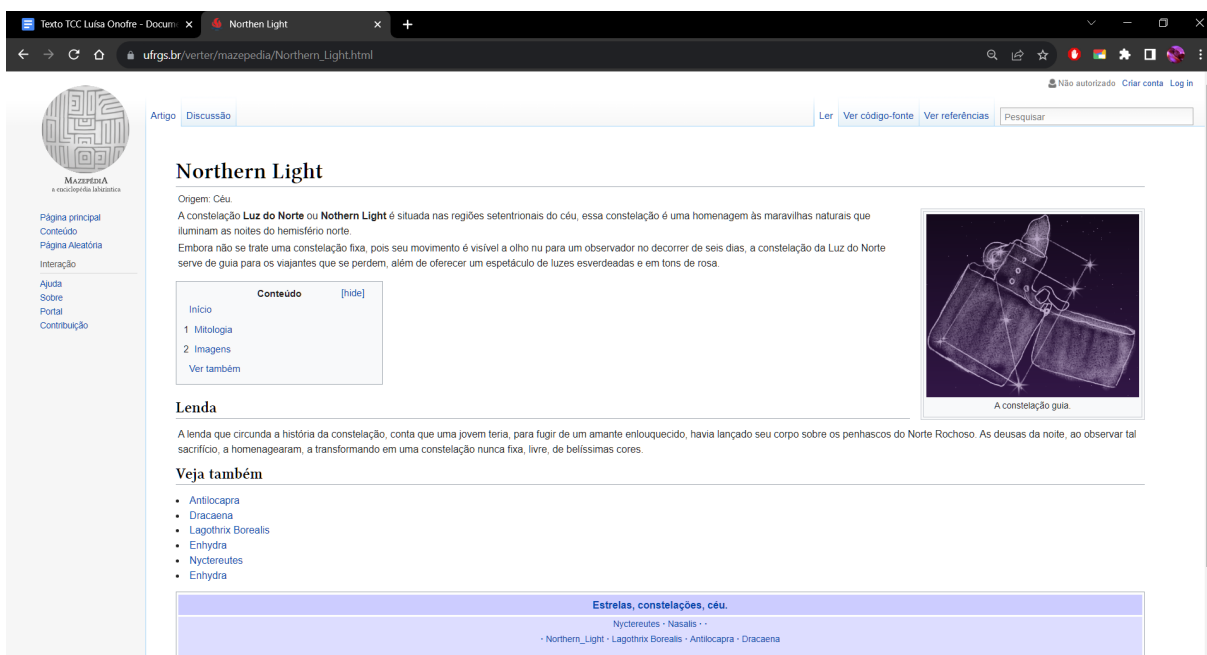 Texto TCC Luísa Onofre - Docum
Northen Light
ufrgs.br/verter/mazepedia/Northern_Light.html
Não autorizado Criar conta Log in
Artigo Discussão
Ler Ver código-fonte Ver referências Pesquisar
MAZEPÉDIA
a enciclopédia labiríntica
Página principal
Conteúdo
Página Aleatória
Interação
Ajuda
Sobre
Portal
Contribuição
Northern Light
Origem: Céu.
A constelação Luz do Norte ou Nothern Light é situada nas regiões setentrionais do céu, essa constelação é uma homenagem às maravilhas naturais que
iluminam as noites do hemisfério norte.
Embora não se trate uma constelação fixa, pois seu movimento é visível a olho nu para um observador no decorrer de seis dias, a constelação da Luz do Norte
serve de guia para os viajantes que se perdem, além de oferecer um espetáculo de luzes esverdeadas e em tons de rosa.
Conteúdo [hide]
Início
1 Mitologia
2 Imagens
Ver também
A constelação guia.
Lenda
A lenda que circunda a história da constelação, conta que uma jovem teria, para fugir de um amante enlouquecido, havia lançado seu corpo sobre os penhascos do Norte Rochoso. As deusas da noite, ao observar tal
sacrifício, a homenagearam, a transformando em uma constelação nunca fixa, livre, de belíssimas cores.
Veja também
• Antilocapra
• Dracaena
• Lagothrix Borealis
• Enhydra
• Nyctereutes
• Enhydra
Estrelas, constelações, céu.
Nyctereutes · Nasalis · ·
· Northern_Light · Lagothrix Borealis · Antilocapra · Dracaena